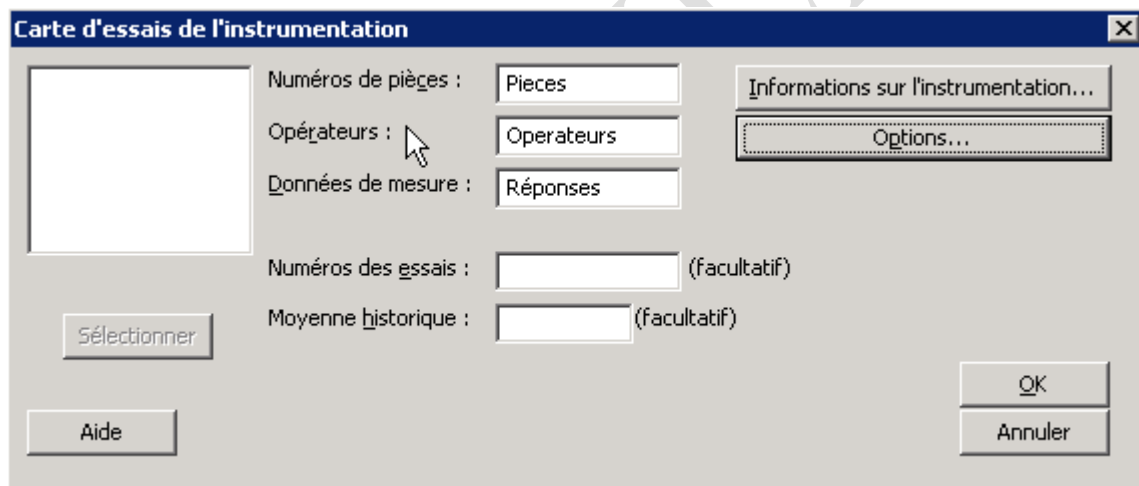 Carte d'essais de l'instrumentation
Numéros de pièces : Pieces
Informations sur l'instrumentation...
Opérateurs : Operateurs
Options...
Données de mesure : Réponses
Numéros des essais : (facultatif)
Moyenne historique : (facultatif)
Sélectionner
OK
Aide
Annuler